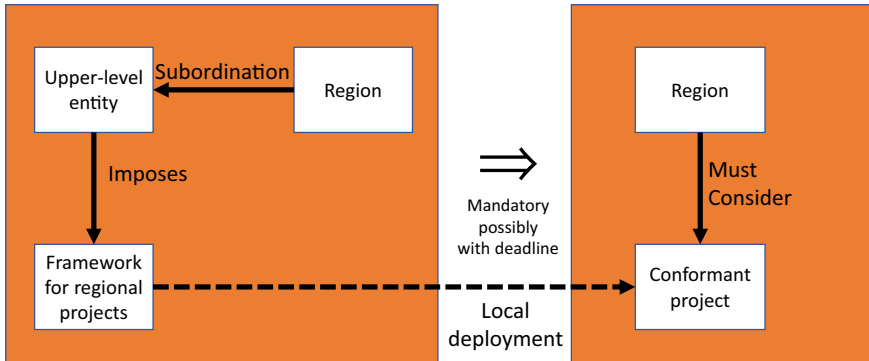 Upper-level
entity
Subordination
Region
Imposes
Framework
for regional
projects
⇒
Mandatory
possibly
with deadline
Local
deployment
Region
Must
Consider
Conformant
project